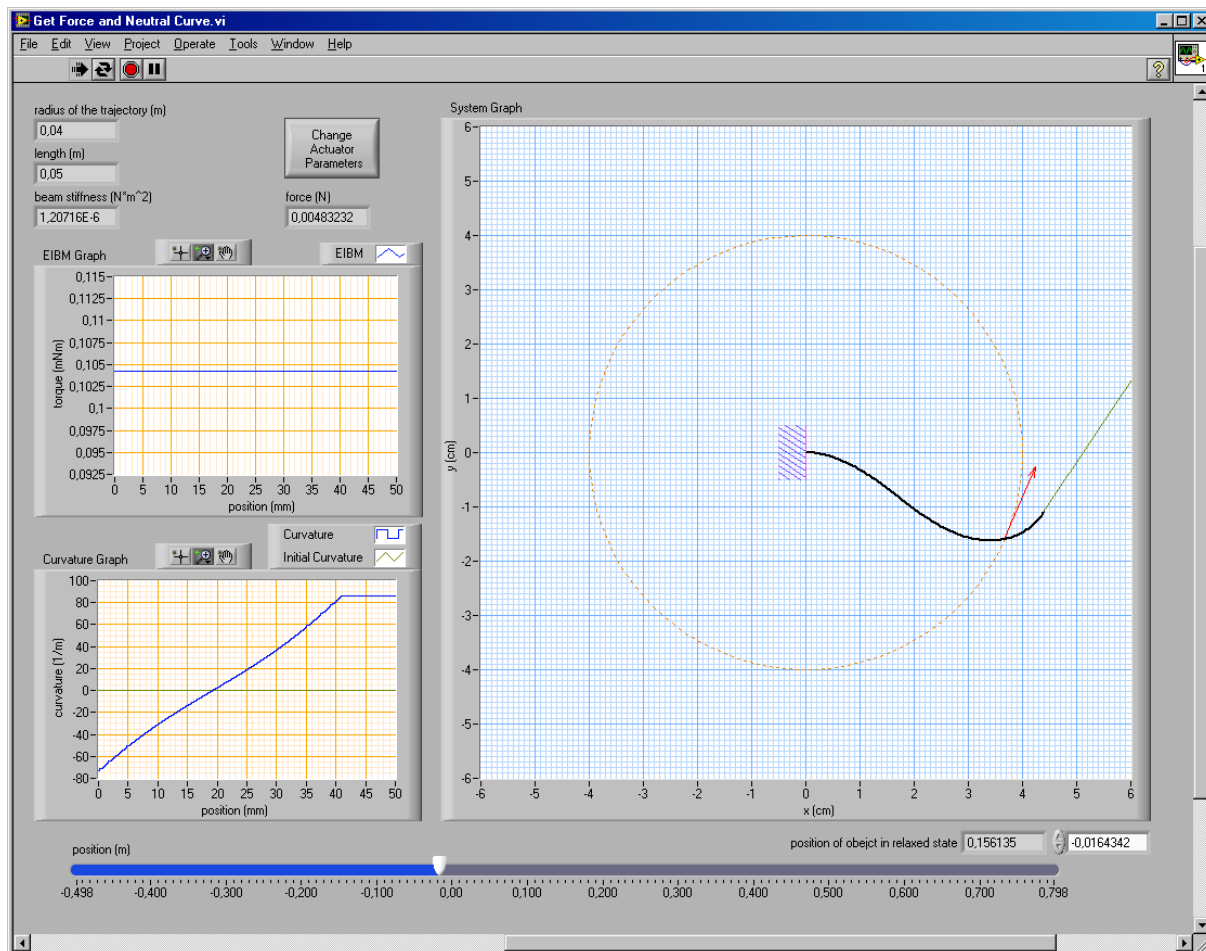 Get Force and Neutral Curve.vi
File Edit View Project Operate Tools Window Help
1
radius of the trajectory (m)
0,04
length (m)
0,05
beam stiffness (N*m^2)
1,20716E-6
Change
Actuator
Parameters
force (N)
0,00483232
EIBM Graph
EIBM
0,115
0,1125
0,11
0,1075
0,105
0,1025
0,1
0,0975
0,095
0,0925
torque (mNm)
0 5 10 15 20 25 30 35 40 45 50
position (mm)
Curvature
Initial Curvature
Curvature Graph
100
80
60
40
20
0
-20
-40
-60
-80
curvature (1/m)
0 5 10 15 20 25 30 35 40 45 50
position (mm)
System Graph
6
5
4
3
2
1
0
-1
-2
-3
-4
-5
-6
y (cm)
-6 -5 -4 -3 -2 -1 0 1 2 3 4 5 6
x (cm)
position of obejct in relaxed state 0,156135 -0,0164342
position (m)
-0,498 -0,400 -0,300 -0,200 -0,100 0,00 0,100 0,200 0,300 0,400 0,500 0,600 0,700 0,798